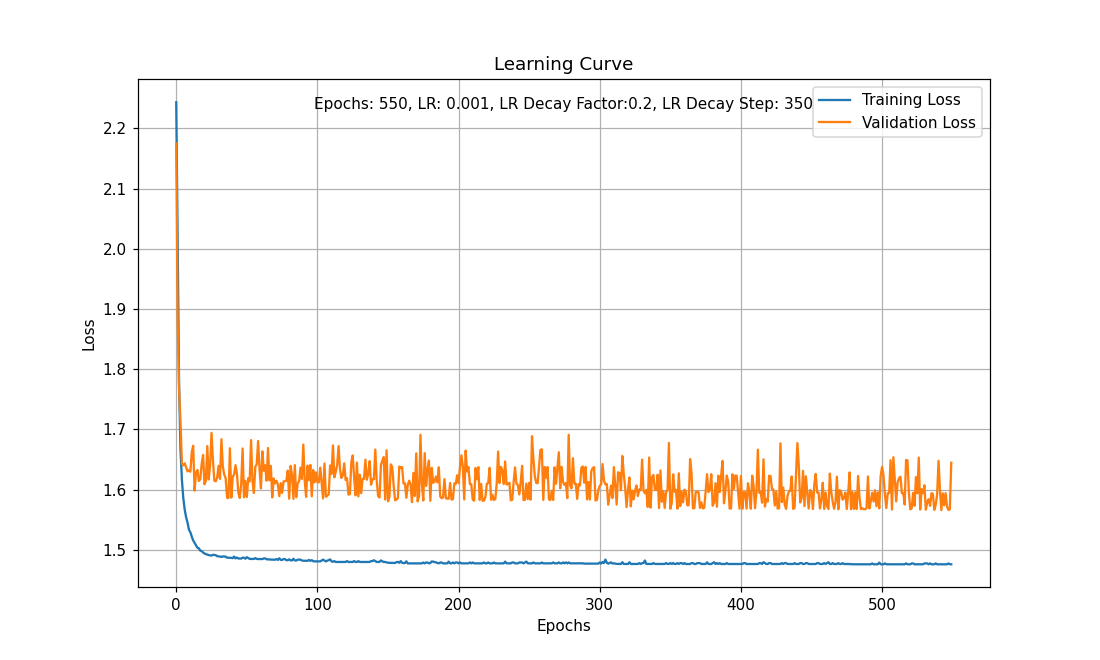 Learning Curve
Epochs: 550, LR: 0.001, LR Decay Factor:0.2, LR Decay Step: 350
Training Loss
Validation Loss
2.2
2.1
2.0
1.9
1.8
1.7
1.6
1.5
Loss
0 100 200 300 400 500
Epochs